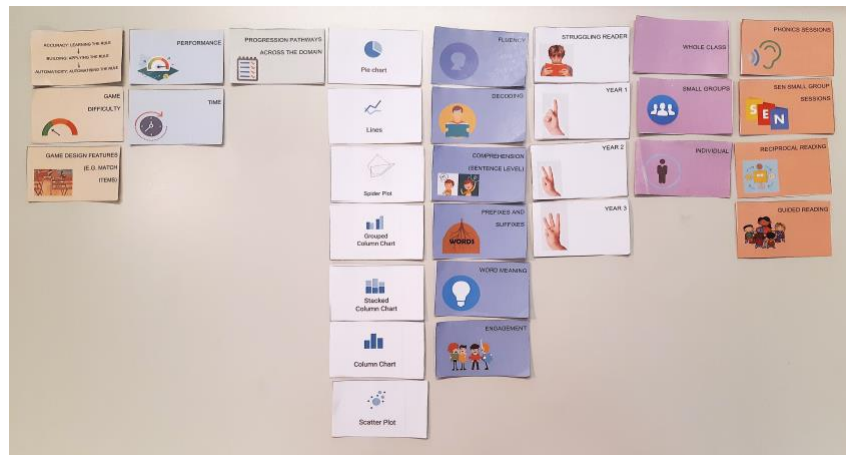 ACCURACY: LEARNING THE RULE
BUILDING: APPLYING THE RULE
AUTOMATICITY: AUTOMATISING THE RULE
GAME
DIFFICULTY
GAME DESIGN FEATURES
(E.G. MATCH
ITEMS)
PERFORMANCE
TIME
PROGRESSION PATHWAYS
ACROSS THE DOMAIN
Pie chart
Lines
Spider Plot
Grouped
Column Chart
Stacked
Column Chart
Column Chart
Scatter Plot
FLUENCY
DECODING
COMPREHENSION
(SENTENCE LEVEL)
PREFIXES AND
SUFFIXES
WORDS
WORD MEANING
ENGAGEMENT
STRUGGLING READER
YEAR 1
YEAR 2
YEAR 3
WHOLE CLASS
SMALL GROUPS
INDIVIDUAL
PHONICS SESSIONS
SEN SMALL GROUP
SESSIONS
SEN
RECIPROCAL READING
GUIDED READING